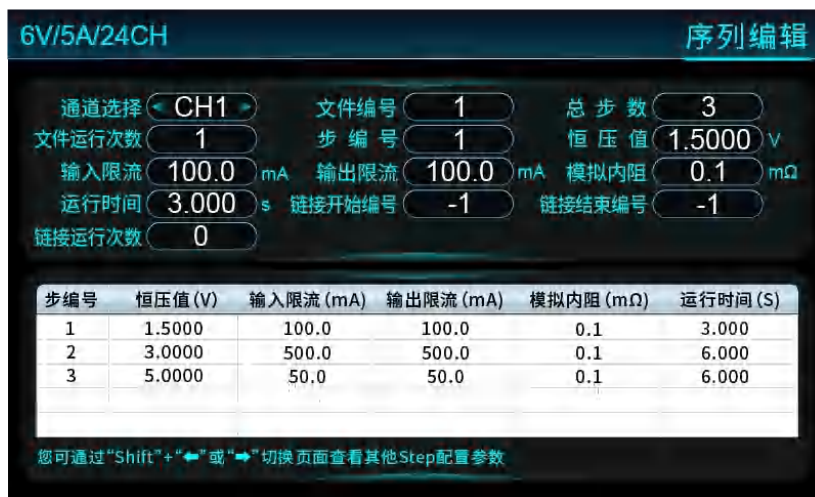 6V/5A/24CH 序列编辑
通道选择 CH1 文件编号 1 总步数 3
文件运行次数 1 步编号 1 恒压值 1.5000 V
输入限流 100.0 mA 输出限流 100.0 mA 模拟内阻 0.1 mΩ
运行时间 3.000 s 链接开始编号 -1 链接结束编号 -1
链接运行次数 0
步编号 恒压值(V) 输入限流(mA) 输出限流(mA) 模拟内阻(mΩ) 运行时间(S)
1 1.5000 100.0 100.0 0.1 3.000
2 3.0000 500.0 500.0 0.1 6.000
3 5.0000 50.0 50.0 0.1 6.000
您可通过“Shift”+“⬅”或“➡”切换页面查看其他Step配置参数